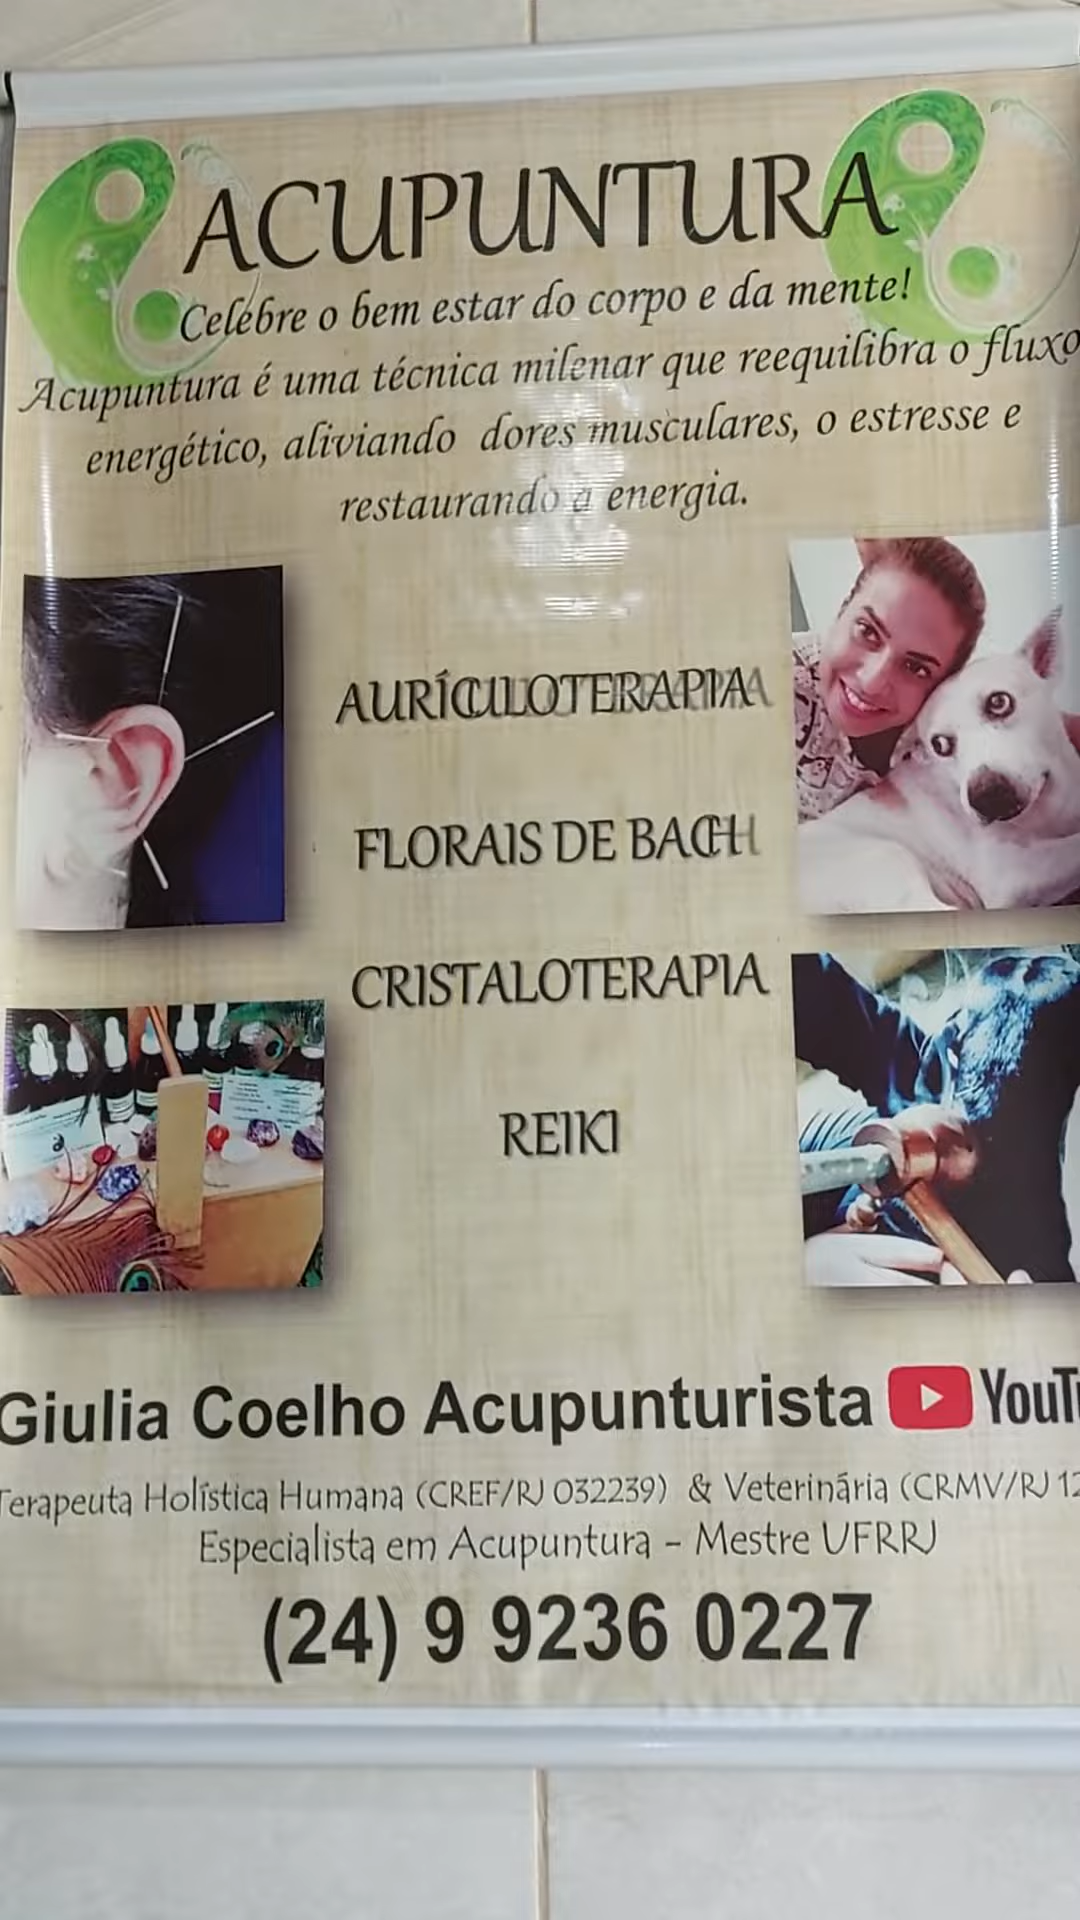 ACUPUNTURA
Celebre o bem estar do corpo e da mente!
Acupuntura é uma técnica milenar que reequilibra o fluxo
energético, aliviando dores musculares, o estresse e
restaurando a energia.
AURÍCULOTERAPIA
FLORAIS DE BACH
CRISTALOTERAPIA
REIKI
Giulia Coelho Acupunturista YouT
Terapeuta Holística Humana (CREF/RJ 032239) & Veterinária (CRMV/RJ 12
Especialista em Acupuntura - Mestre UFRRJ
(24) 9 9236 0227